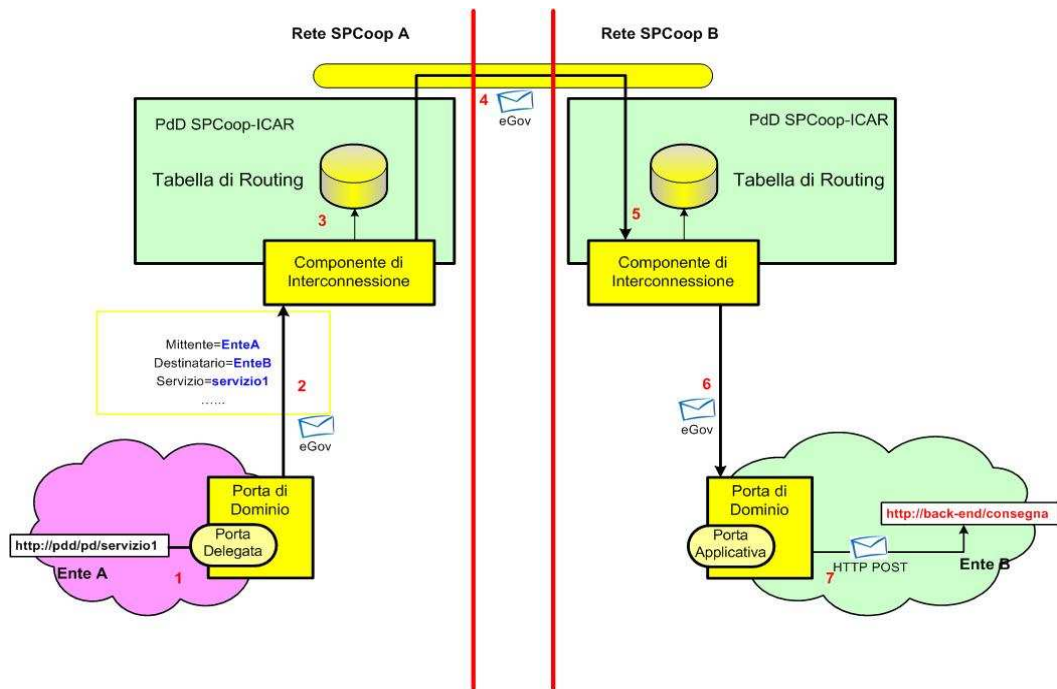 Rete SPCoop A
Rete SPCoop B
4
eGov
PdD SPCoop-ICAR
Tabella di Routing
3
Componente di
Interconnessione
PdD SPCoop-ICAR
Tabella di Routing
5
Componente di
Interconnessione
Mittente=EnteA
Destinatario=EnteB
Servizio=servizio1
......
2
eGov
6
eGov
Porta di
Dominio
Porta
Delegata
http://pdd/pd/servizio1
Ente A
1
Porta di
Dominio
Porta
Applicativa
http://back-end/consegna
HTTP POST
7
Ente B